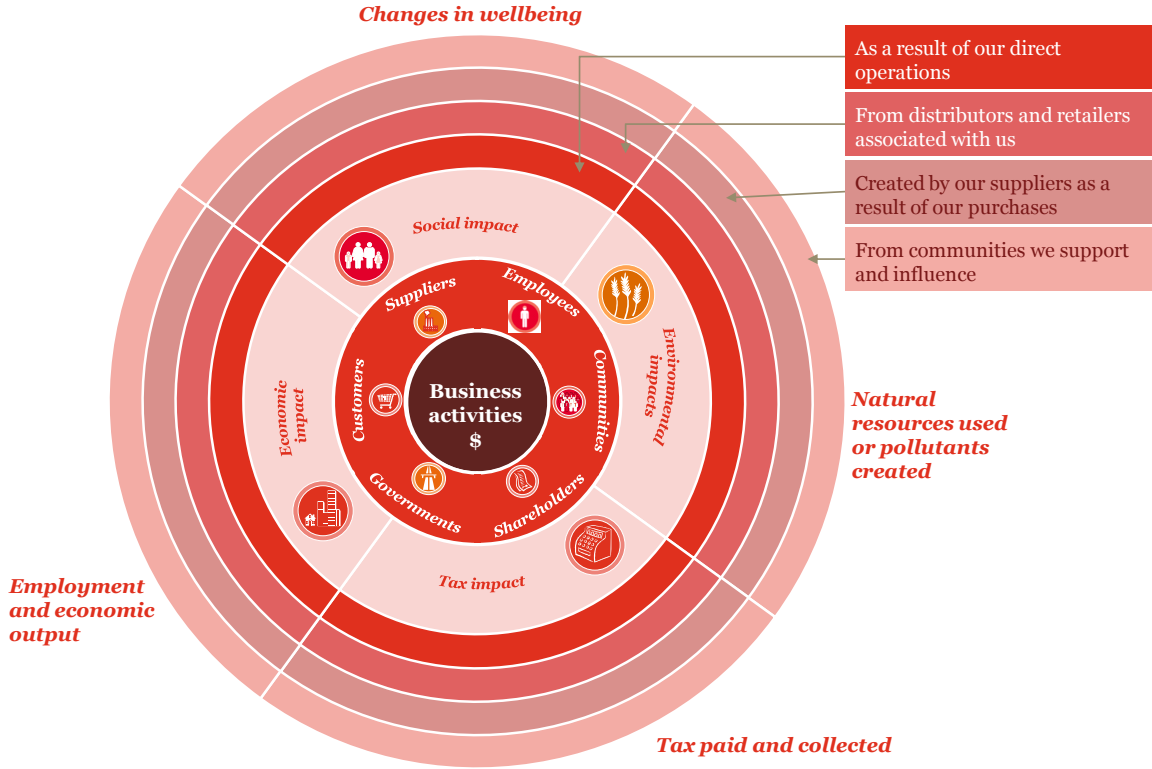 Changes in wellbeing
As a result of our direct
operations
From distributors and retailers
associated with us
Created by our suppliers as a
result of our purchases
From communities we support
and influence
Social impact
Suppliers
Employees
Environmental
impacts
Communities
Customers
Economic
impact
Business
activities
$
Natural
resources used
or pollutants
created
Governments
Shareholders
Tax impact
Employment
and economic
output
Tax paid and collected